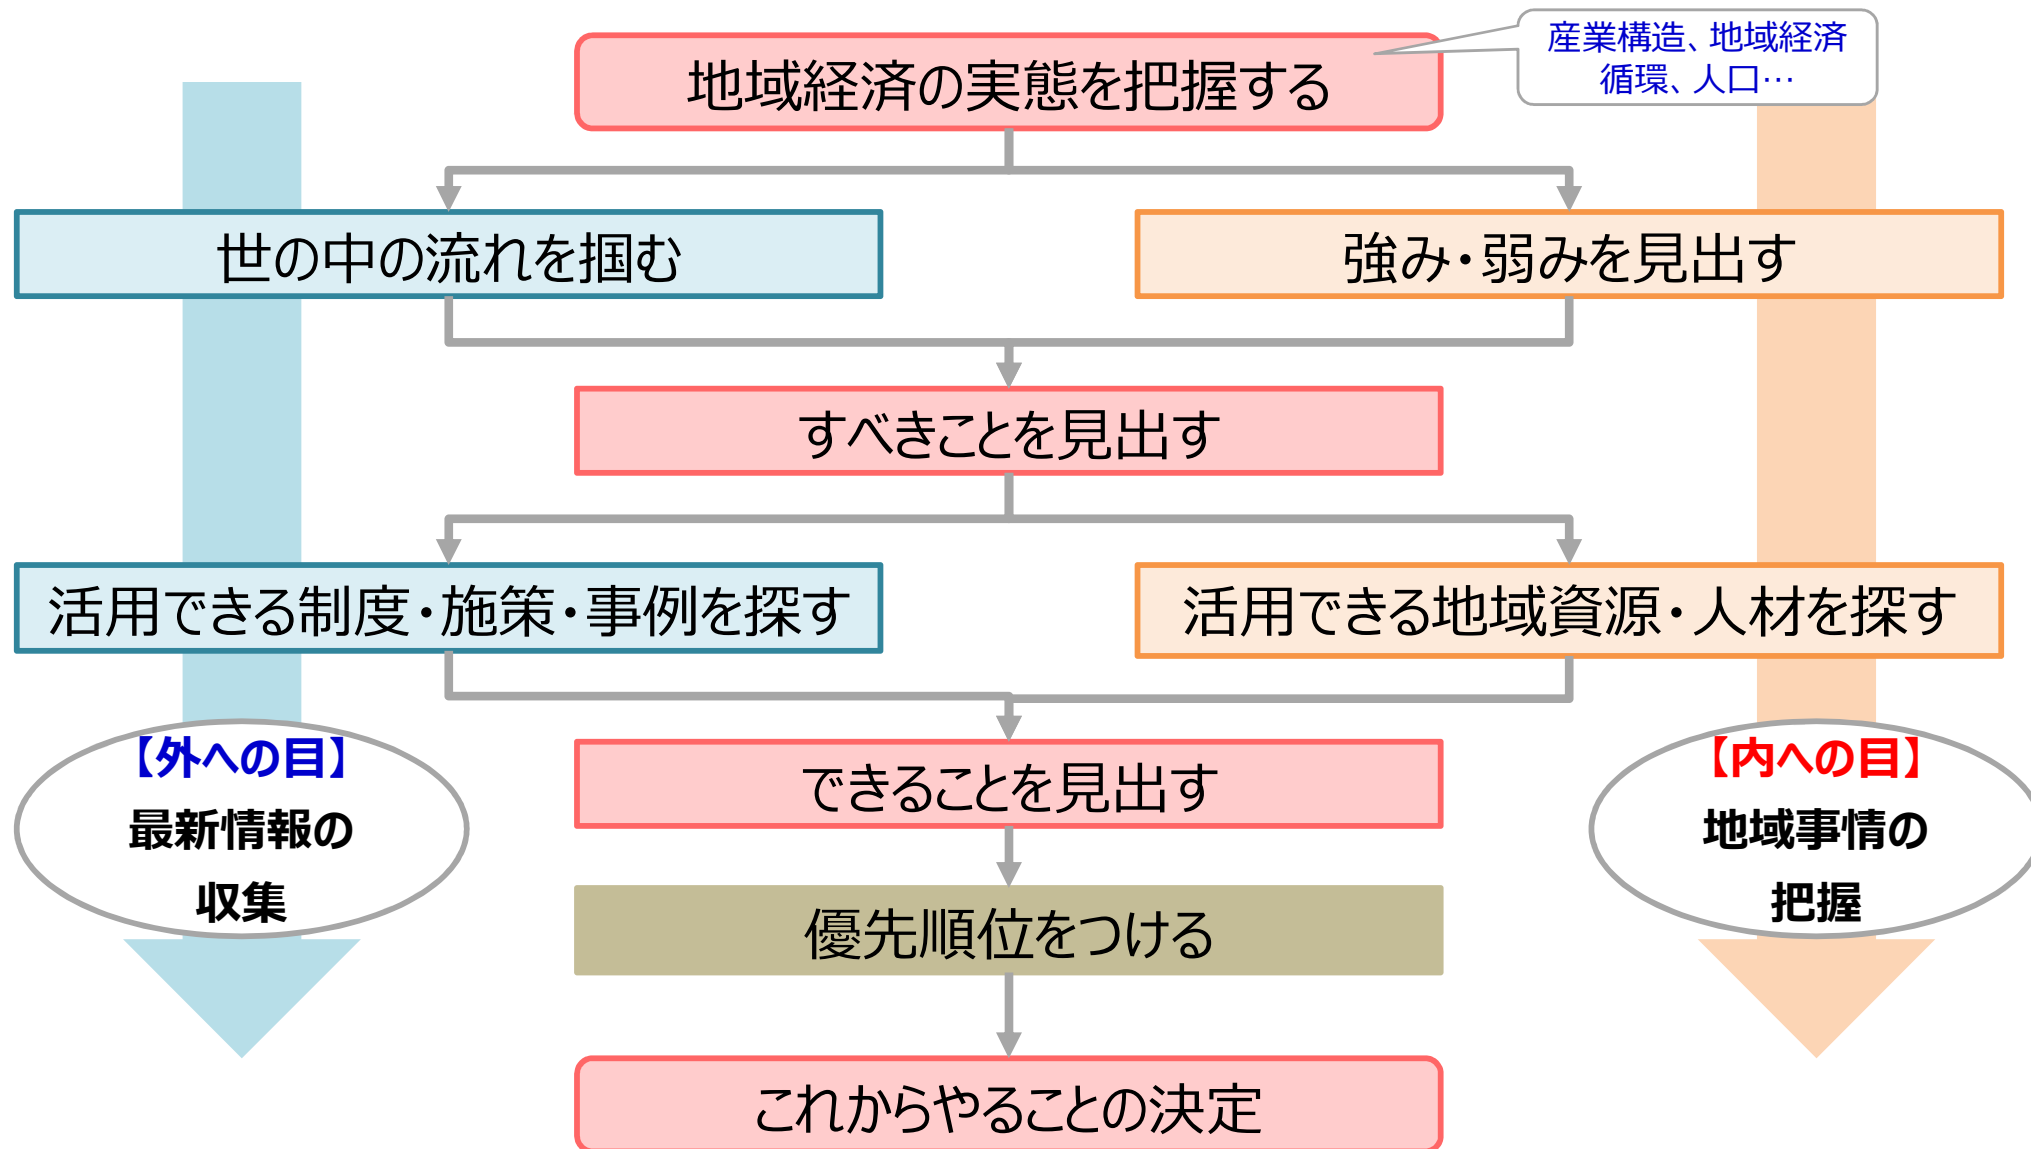 産業構造、地域経済
循環、人口…
地域経済の実態を把握する
世の中の流れを掴む
強み・弱みを見出す
すべきことを見出す
活用できる制度・施策・事例を探す
活用できる地域資源・人材を探す
【外への目】
最新情報の
収集
できることを見出す
【内への目】
地域事情の
把握
優先順位をつける
これからやることの決定